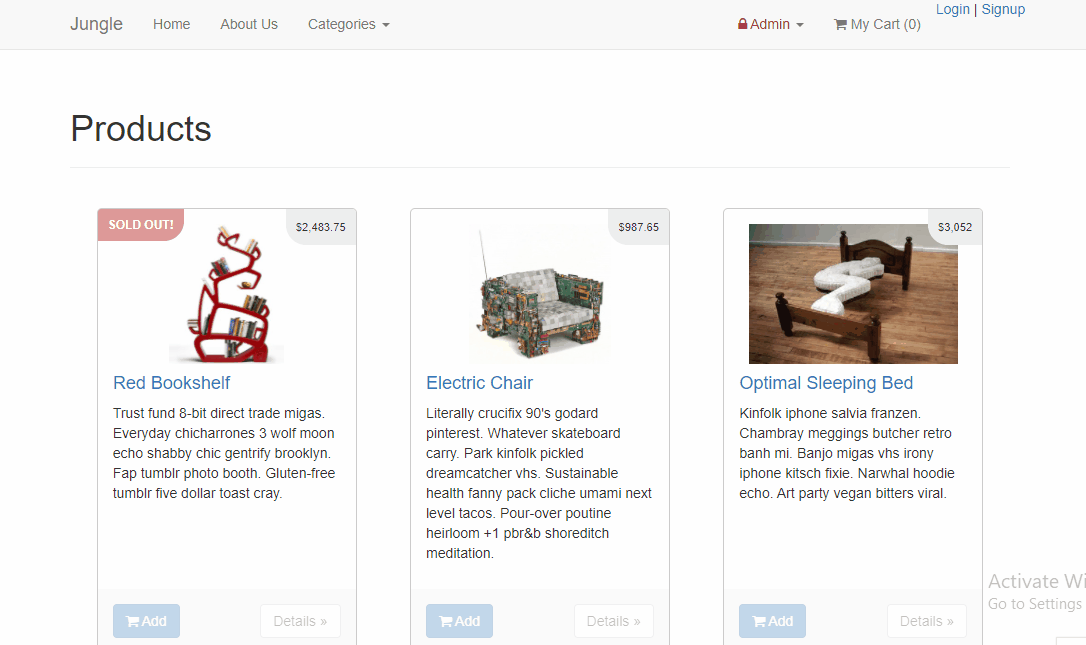 Jungle Home About Us Categories Admin My Cart (0) Login | Signup
Products
SOLD OUT!
$2,483.75
Red Bookshelf
Trust fund 8-bit direct trade migas.
Everyday chicharrones 3 wolf moon
echo shabby chic gentrify brooklyn.
Fap tumblr photo booth. Gluten-free
tumblr five dollar toast cray.
Add Details »
$987.65
Electric Chair
Literally crucifix 90's godard
pinterest. Whatever skateboard
carry. Park kinfolk pickled
dreamcatcher vhs. Sustainable
health fanny pack cliche umami next
level tacos. Pour-over poutine
heirloom +1 pbr&b shoreditch
meditation.
Add Details »
$3,052
Optimal Sleeping Bed
Kinfolk iphone salvia franzen.
Chambray meggings butcher retro
banh mi. Banjo migas vhs irony
iphone kitsch fixie. Narwhal hoodie
echo. Art party vegan bitters viral.
Add Details »
Activate Wi
Go to Settings